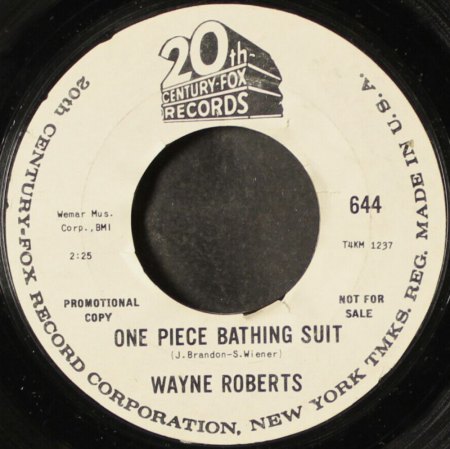 20th-
CENTURY-FOX
RECORDS
20th CENTURY-FOX RECORD CORPORATION, NEW YORK TMKS. REG. MADE IN U.S.A.
Wemar Mus.
Corp., BMI
2:25
644
T4KM 1237
PROMOTIONAL
COPY
NOT FOR
SALE
ONE PIECE BATHING SUIT
(J.Brandon-S.Wiener)
WAYNE ROBERTS